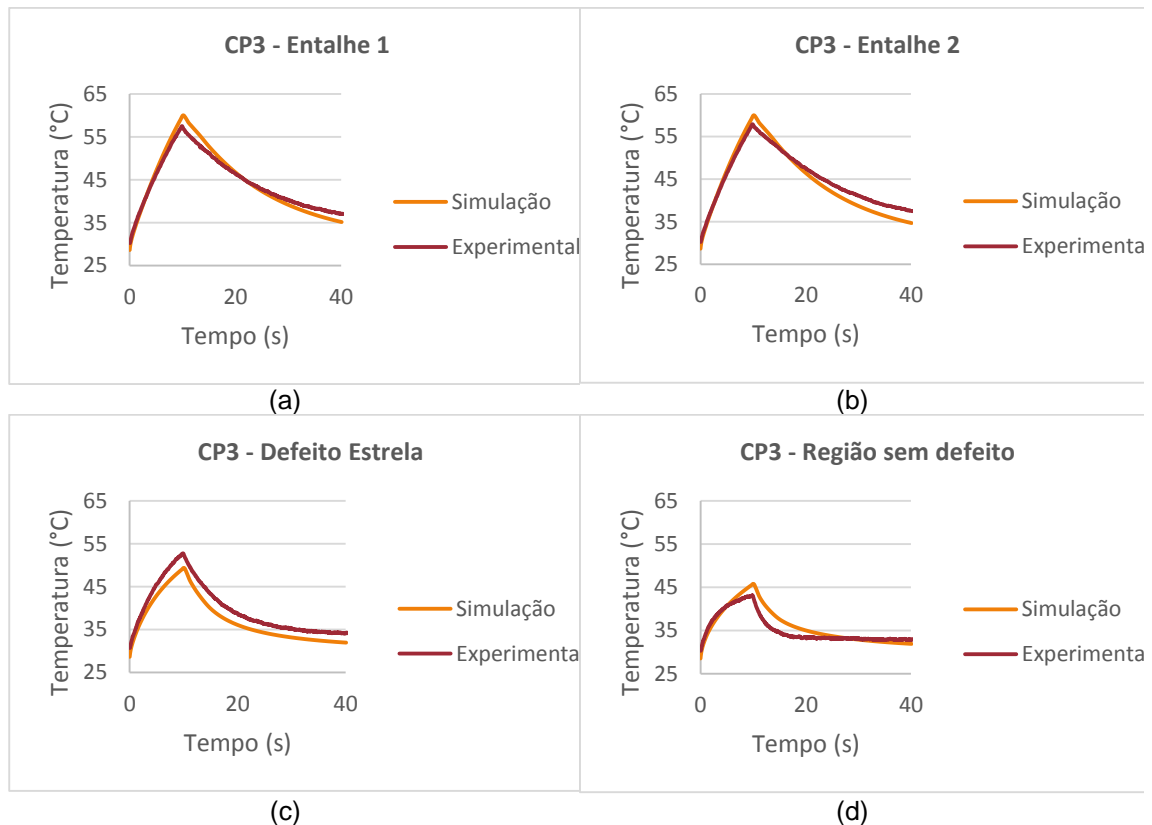 CP3 - Entalhe 1
Temperatura (°C)
65
55
45
35
25
0
20
40
Tempo (s)
Simulação
Experimental
(a)
CP3 - Entalhe 2
Temperatura (°C)
65
55
45
35
25
0
20
40
Tempo (s)
Simulação
Experimenta
(b)
CP3 - Defeito Estrela
Temperatura (°C)
65
55
45
35
25
0
20
40
Tempo (s)
Simulação
Experimenta
(c)
CP3 - Região sem defeito
Temperatura (°C)
65
55
45
35
25
0
20
40
Tempo (s)
Simulação
Experimenta
(d)